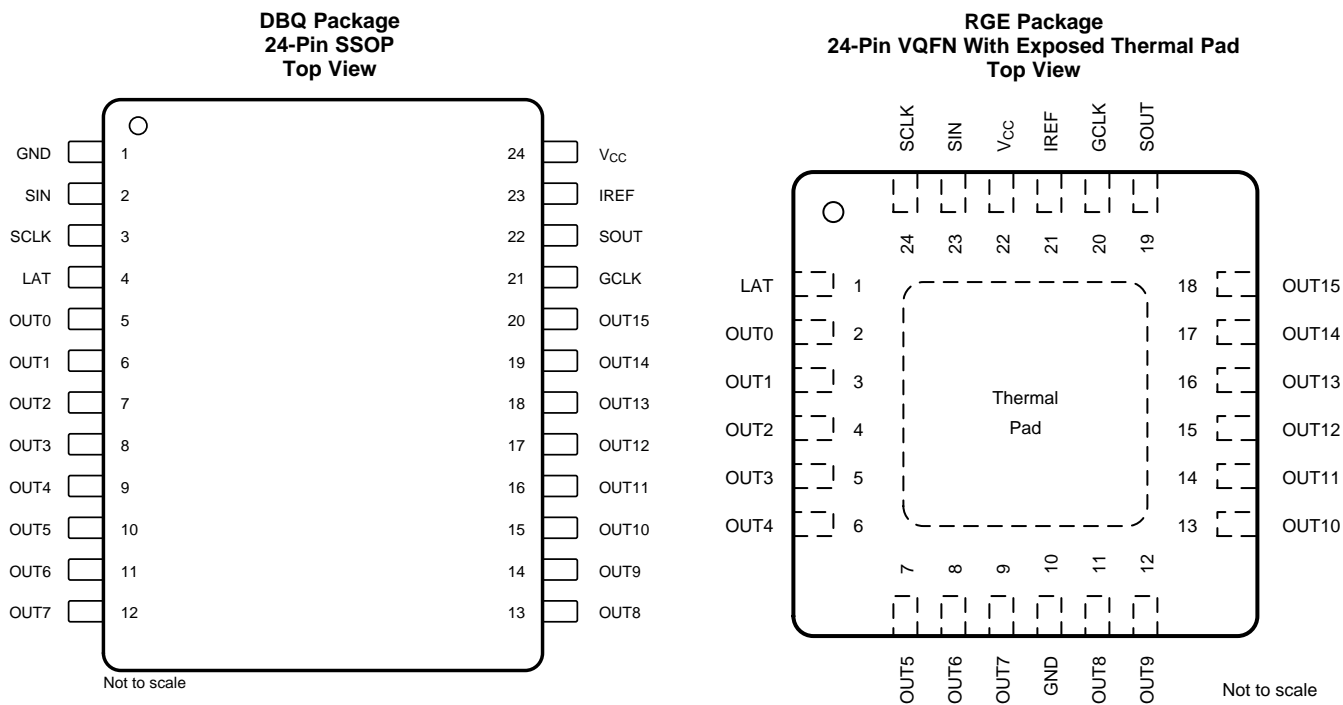 DBQ Package
24-Pin SSOP
Top View
GND 1 24 VCC
SIN 2 23 IREF
SCLK 3 22 SOUT
LAT 4 21 GCLK
OUT0 5 20 OUT15
OUT1 6 19 OUT14
OUT2 7 18 OUT13
OUT3 8 17 OUT12
OUT4 9 16 OUT11
OUT5 10 15 OUT10
OUT6 11 14 OUT9
OUT7 12 13 OUT8
Not to scale
RGE Package
24-Pin VQFN With Exposed Thermal Pad
Top View
SCLK SIN VCC IREF GCLK SOUT
24 23 22 21 20 19
LAT 1 18 OUT15
OUT0 2 17 OUT14
OUT1 3 16 OUT13
Thermal
Pad
OUT2 4 15 OUT12
OUT3 5 14 OUT11
OUT4 6 13 OUT10
7 8 9 10 11 12
OUT5 OUT6 OUT7 GND OUT8 OUT9
Not to scale